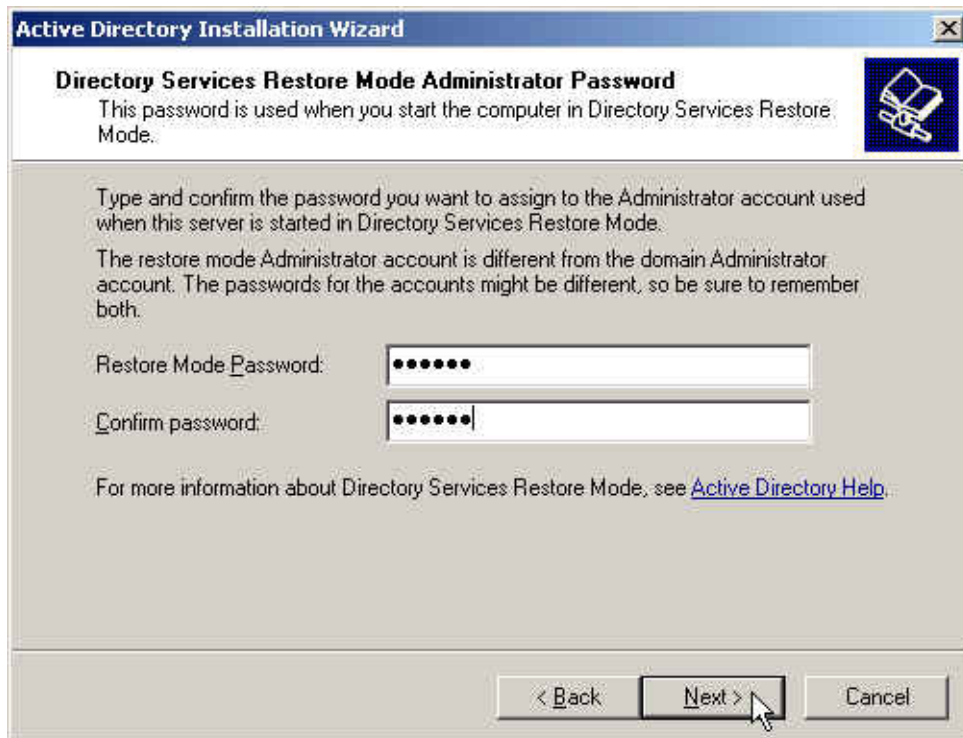 Active Directory Installation Wizard
Directory Services Restore Mode Administrator Password
This password is used when you start the computer in Directory Services Restore
Mode.
Type and confirm the password you want to assign to the Administrator account used
when this server is started in Directory Services Restore Mode.
The restore mode Administrator account is different from the domain Administrator
account. The passwords for the accounts might be different, so be sure to remember
both.
Restore Mode Password: ●●●●●●
Confirm password: ●●●●●●
For more information about Directory Services Restore Mode, see Active Directory Help.
< Back Next > Cancel